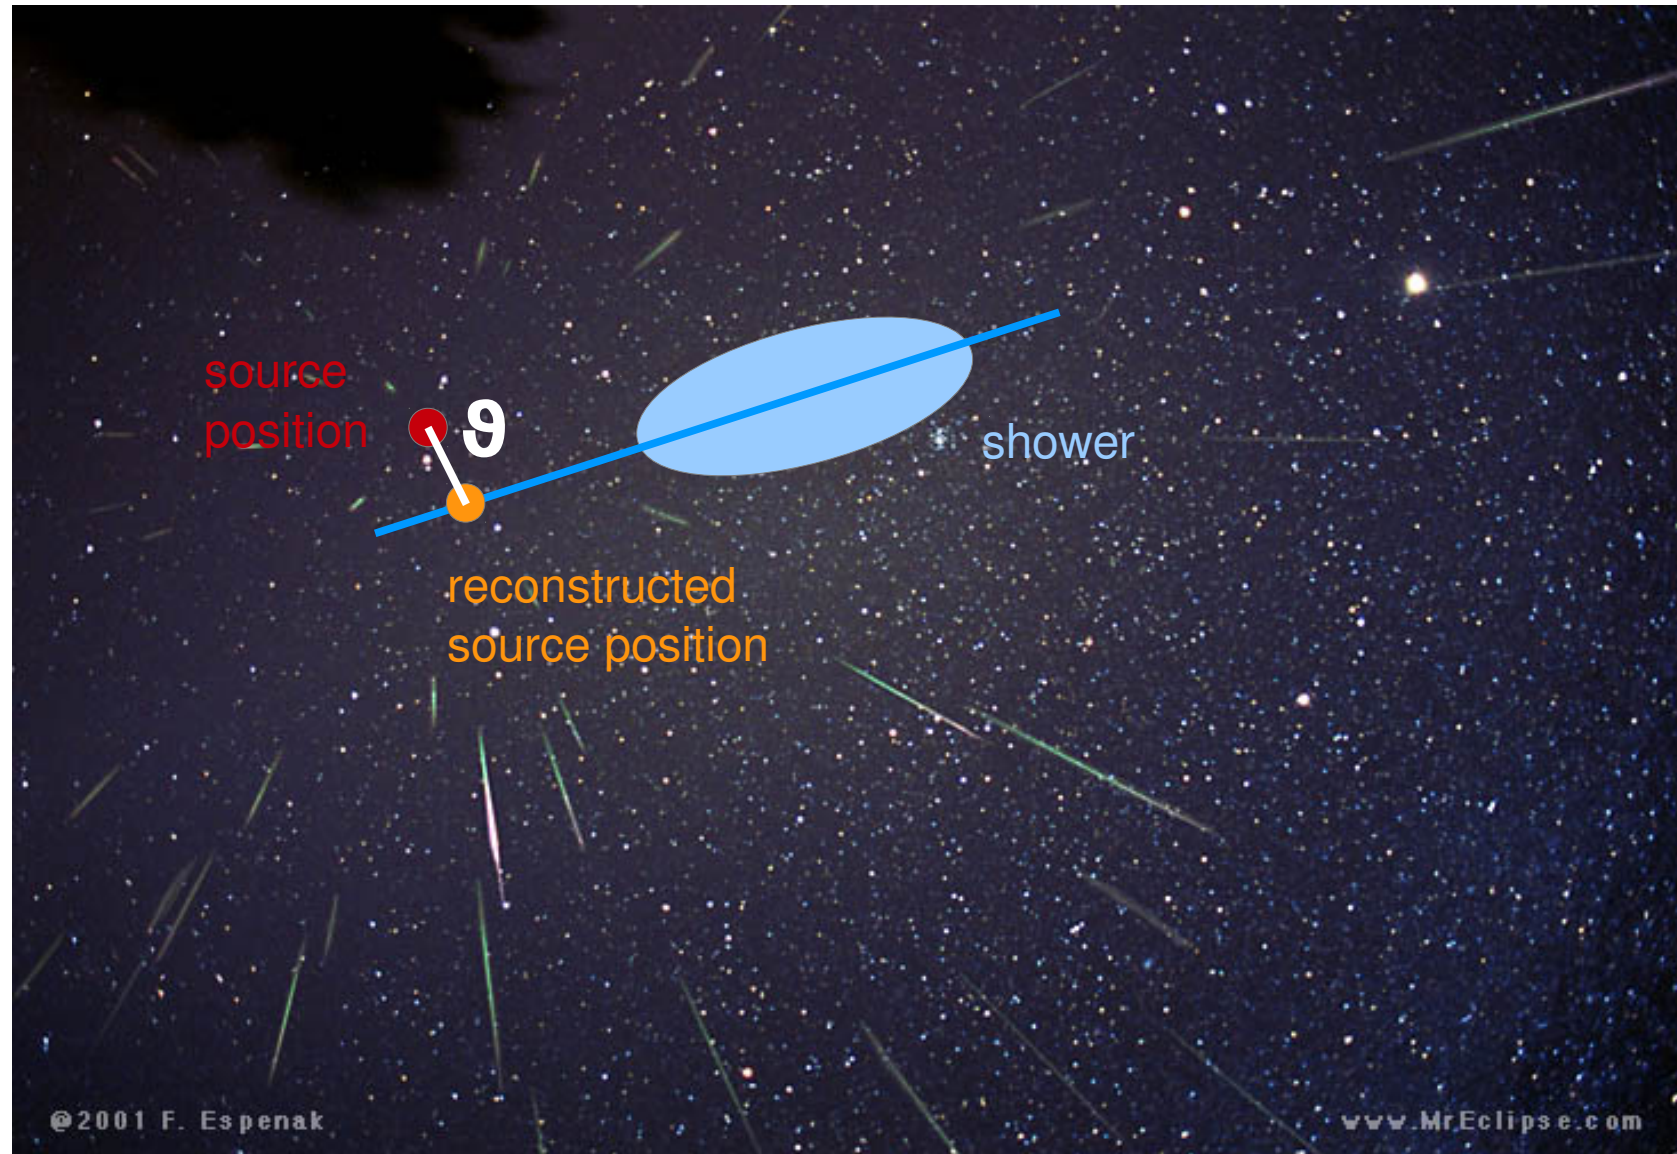 source
position
ϑ
shower
reconstructed
source position
@2001 F. Espenak
www.MrEclipse.com